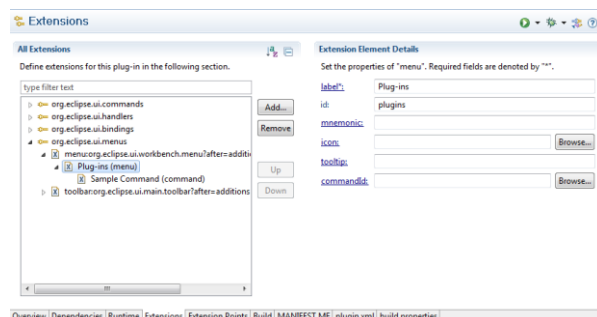 Extensions
All Extensions
Define extensions for this plug-in in the following section.
type filter text
org.eclipse.ui.commands
org.eclipse.ui.handlers
org.eclipse.ui.bindings
org.eclipse.ui.menus
menu:org.eclipse.ui.workbench.menu?after=additi
Plug-ins (menu)
Sample Command (command)
toolbar:org.eclipse.ui.main.toolbar?after=additions
Add...
Remove
Up
Down
Extension Element Details
Set the properties of "menu". Required fields are denoted by "*".
label*: Plug-ins
id: plugins
mnemonic:
icon: Browse...
tooltip:
commandId: Browse...
Overview Dependencies Runtime Extensions Extension Points Build MANIFEST.MF plugin.xml build.properties